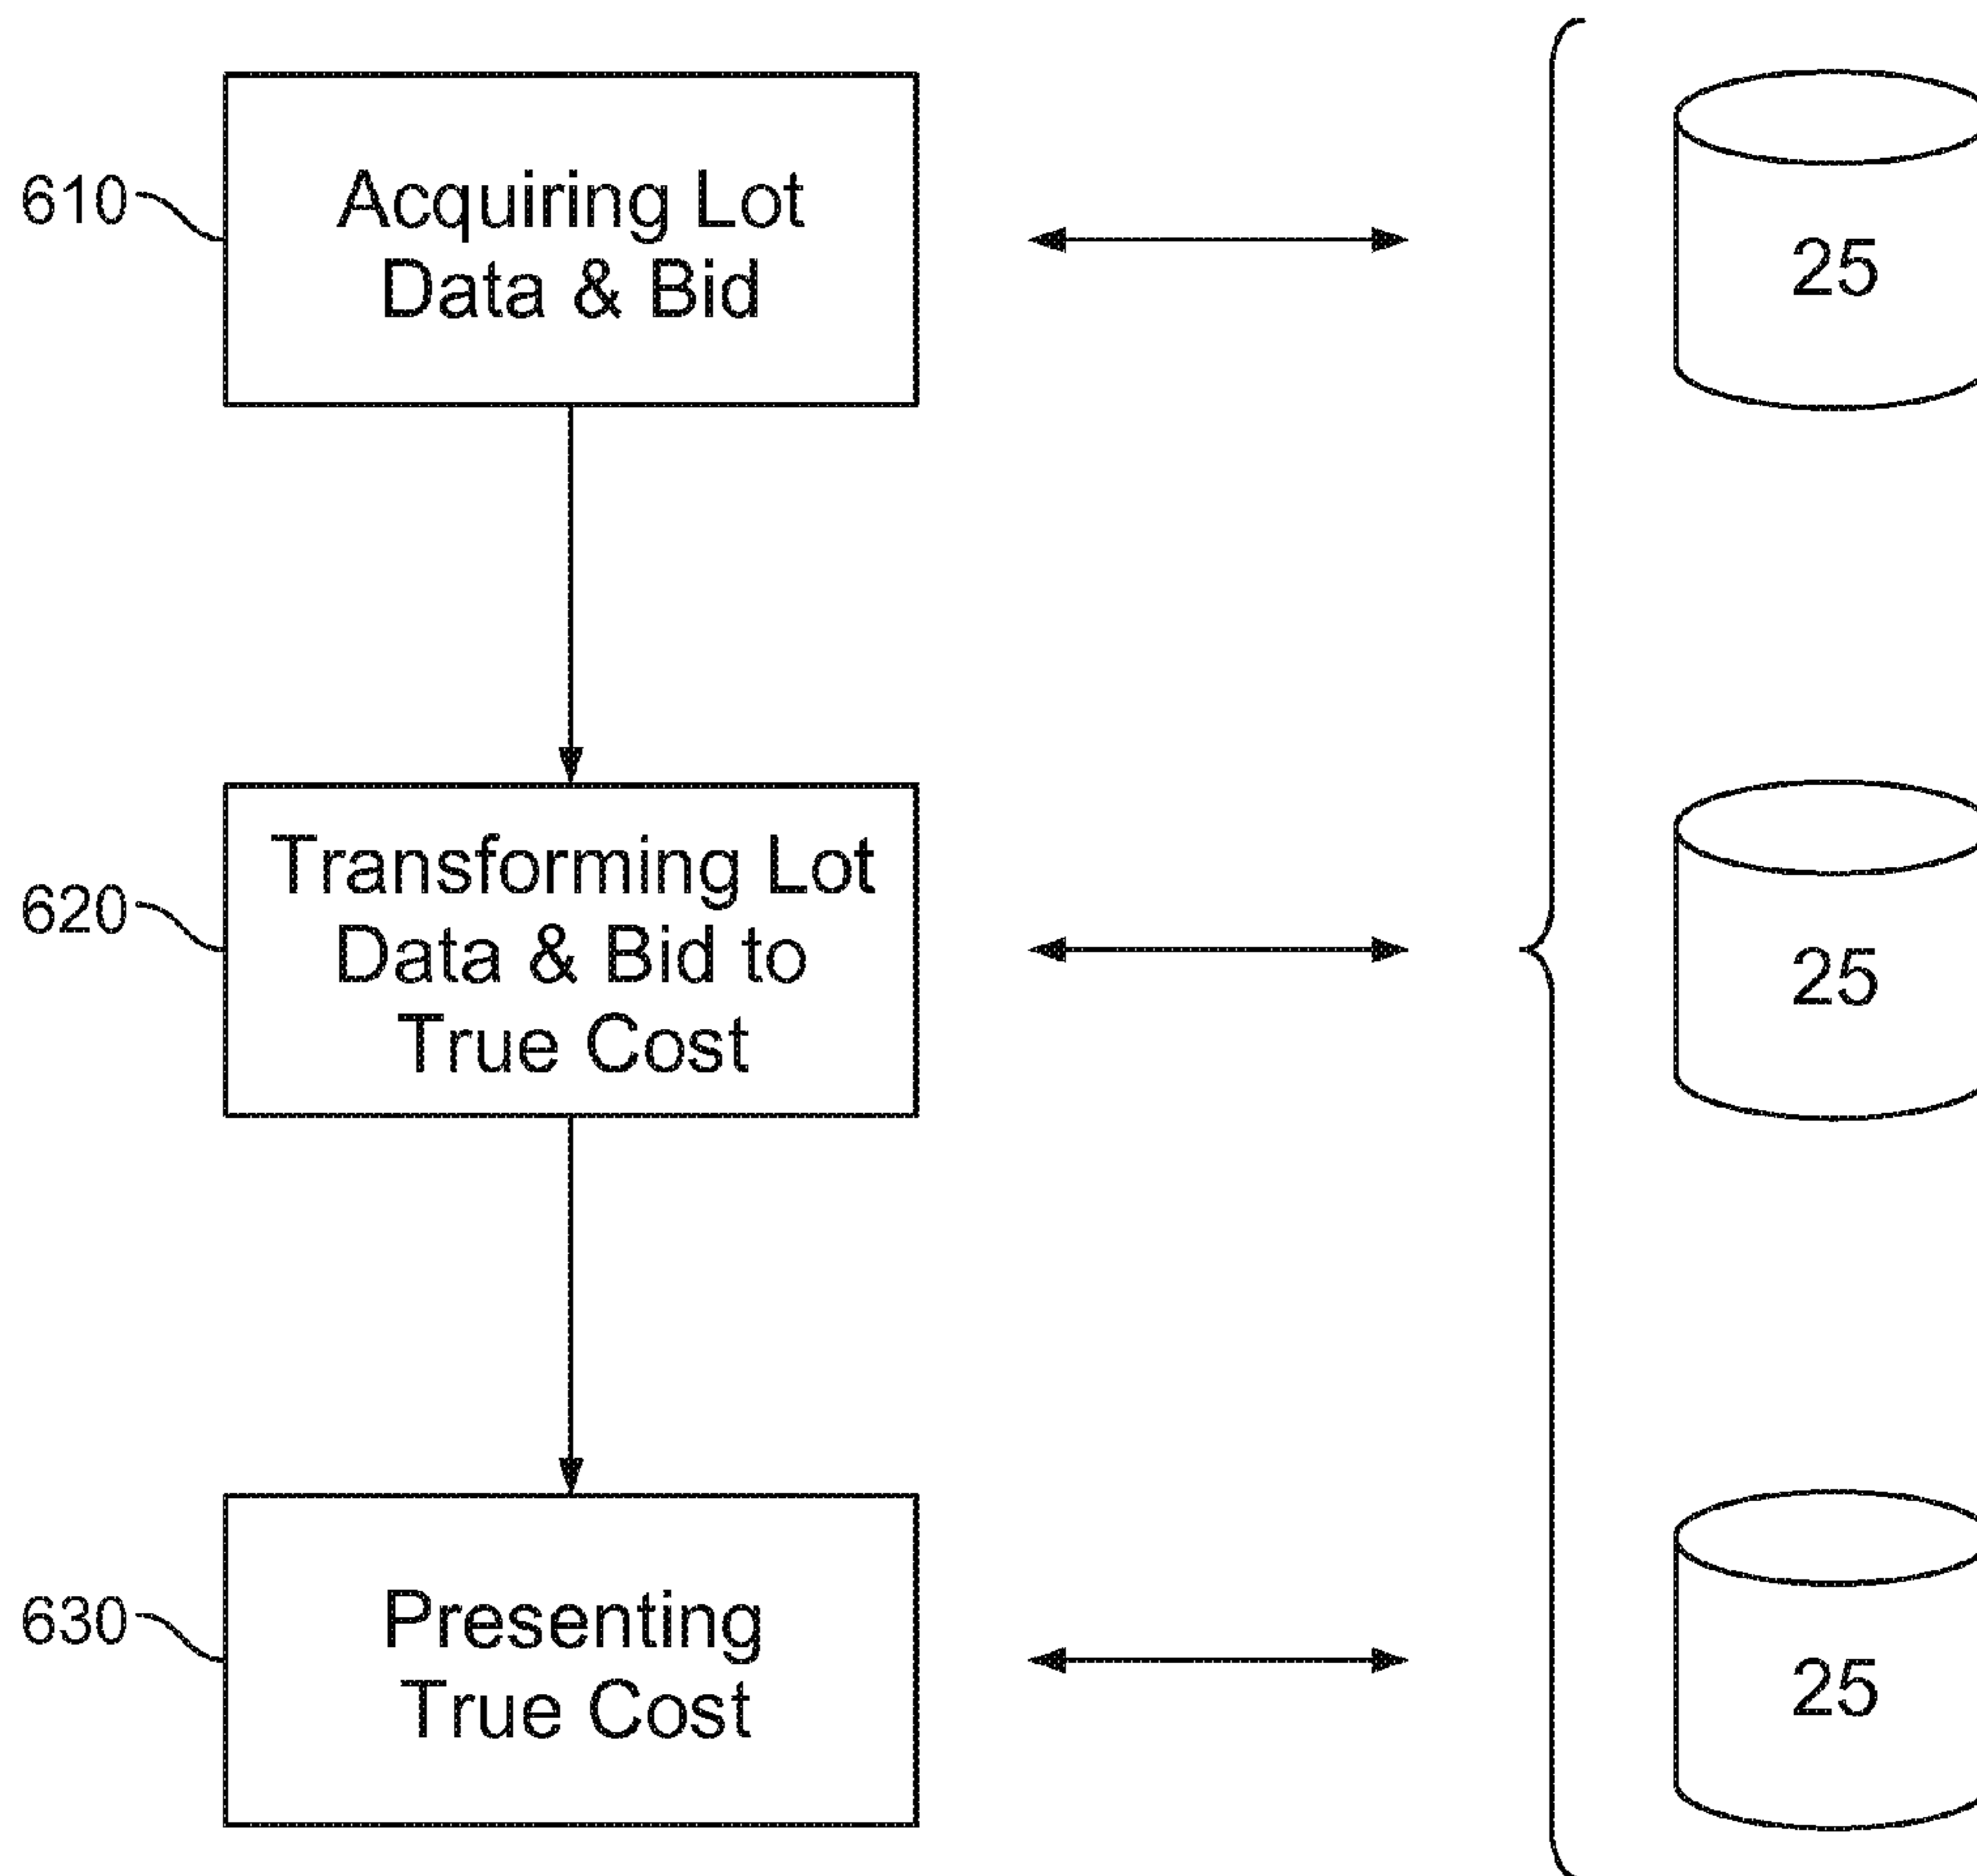 610
Acquiring Lot
Data & Bid
25
620
Transforming Lot
Data & Bid to
True Cost
25
630
Presenting
True Cost
25